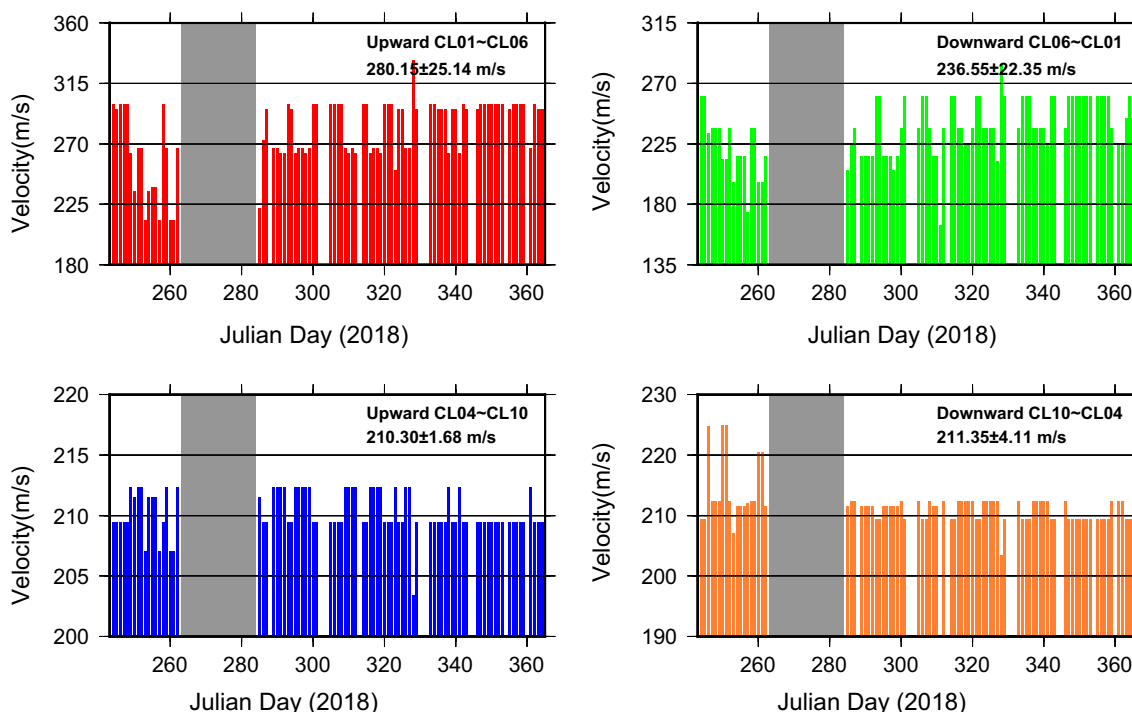 360
315
270
225
180
Velocity(m/s)
Upward CL01~CL06
280.15±25.14 m/s
260 280 300 320 340 360
Julian Day (2018)
315
270
225
180
135
Velocity(m/s)
Downward CL06~CL01
236.55±22.35 m/s
260 280 300 320 340 360
Julian Day (2018)
220
215
210
205
200
Velocity(m/s)
Upward CL04~CL10
210.30±1.68 m/s
260 280 300 320 340 360
Julian Day (2018)
230
220
210
200
190
Velocity(m/s)
Downward CL10~CL04
211.35±4.11 m/s
260 280 300 320 340 360
Julian Day (2018)